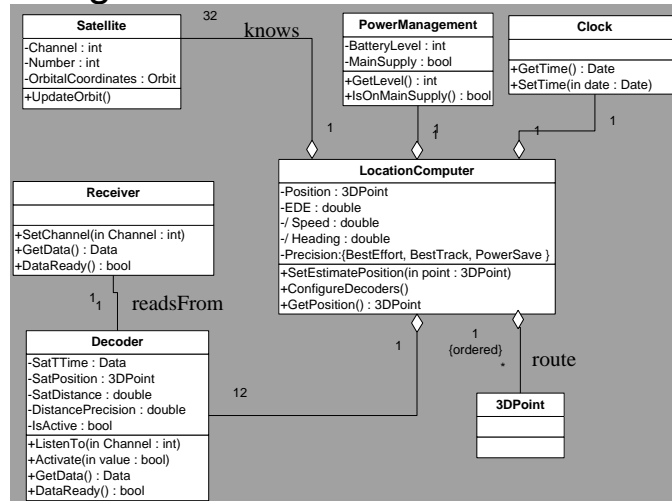 Satellite
-Channel : int
-Number : int
-OrbitalCoordinates : Orbit
+UpdateOrbit()
32
knows
1
PowerManagement
-BatteryLevel : int
-MainSupply : bool
+GetLevel() : int
+IsOnMainSupply() : bool
1
1
Clock
+GetTime() : Date
+SetTime(in date : Date)
1
1
LocationComputer
-Position : 3DPoint
-EDE : double
-/ Speed : double
-/ Heading : double
-Precision:{BestEffort, BestTrack, PowerSave }
+SetEstimatePosition(in point : 3DPoint)
+ConfigureDecoders()
+GetPosition() : 3DPoint
Receiver
+SetChannel(in Channel : int)
+GetData() : Data
+DataReady() : bool
1
1
readsFrom
Decoder
-SatTTime : Data
-SatPosition : 3DPoint
-SatDistance : double
-DistancePrecision : double
-IsActive : bool
+ListenTo(in Channel : int)
+Activate(in value : bool)
+GetData() : Data
+DataReady() : bool
12
1
1
{ordered}
*
route
3DPoint